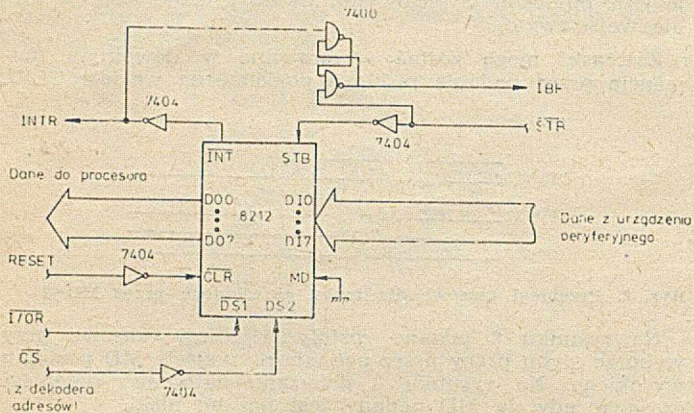 7400
IBF
7404
INTR
STR
7404
INT
STB
Dane do procesora
DO0
DI0
8212
Dane z urządzenia
peryferyjnego
DO7
DI7
7404
RESET
CLR
MD
DS1
DS2
I/OR
CS
z dekodera
adresów!
7404